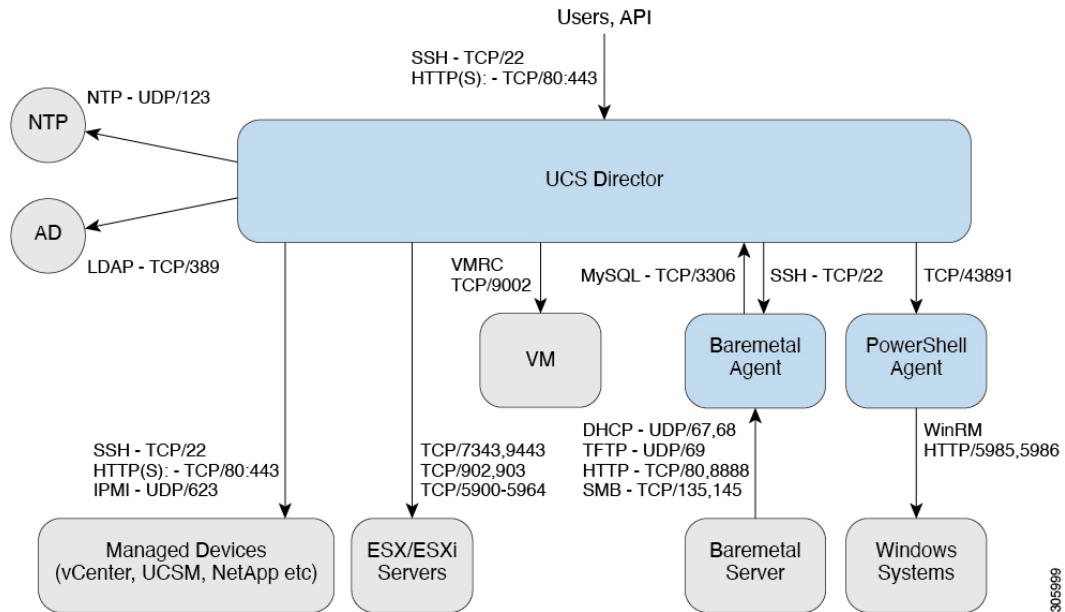 Users, API
SSH - TCP/22
HTTP(S): - TCP/80:443
NTP - UDP/123
NTP
UCS Director
AD
LDAP - TCP/389
VMRC
TCP/9002
MySQL - TCP/3306
SSH - TCP/22
TCP/43891
VM
Baremetal
Agent
PowerShell
Agent
SSH - TCP/22
HTTP(S): - TCP/80:443
IPMI - UDP/623
TCP/7343,9443
TCP/902,903
TCP/5900-5964
DHCP - UDP/67,68
TFTP - UDP/69
HTTP - TCP/80,8888
SMB - TCP/135,145
WinRM
HTTP/5985,5986
Managed Devices
(vCenter, UCSM, NetApp etc)
ESX/ESXi
Servers
Baremetal
Server
Windows
Systems
305999